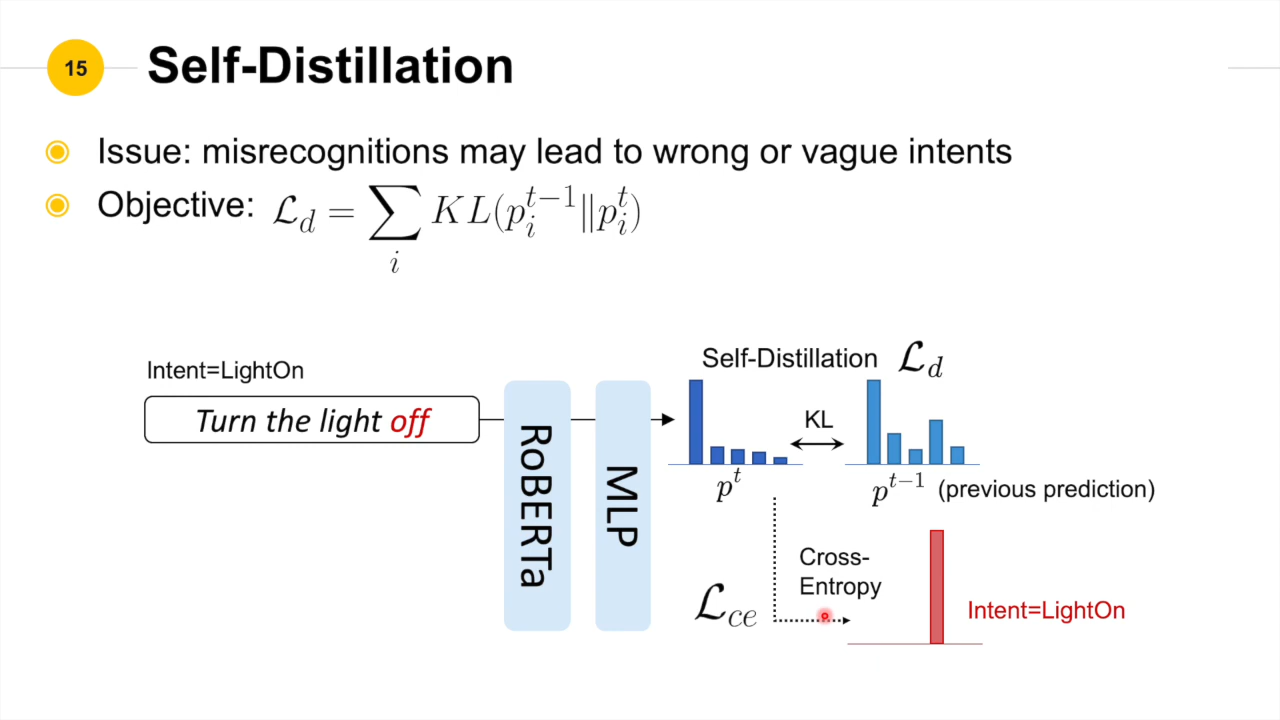 15
Self-Distillation
Issue: misrecognitions may lead to wrong or vague intents
Objective: $\mathcal{L}_d = \sum_i KL(p_i^{t-1} \| p_i^t)$
Intent=LightOn
Turn the light off
RoBERTa
MLP
Self-Distillation $\mathcal{L}_d$
KL
$p^t$
$p^{t-1}$ (previous prediction)
Cross-
Entropy
$\mathcal{L}_{ce}$
Intent=LightOn